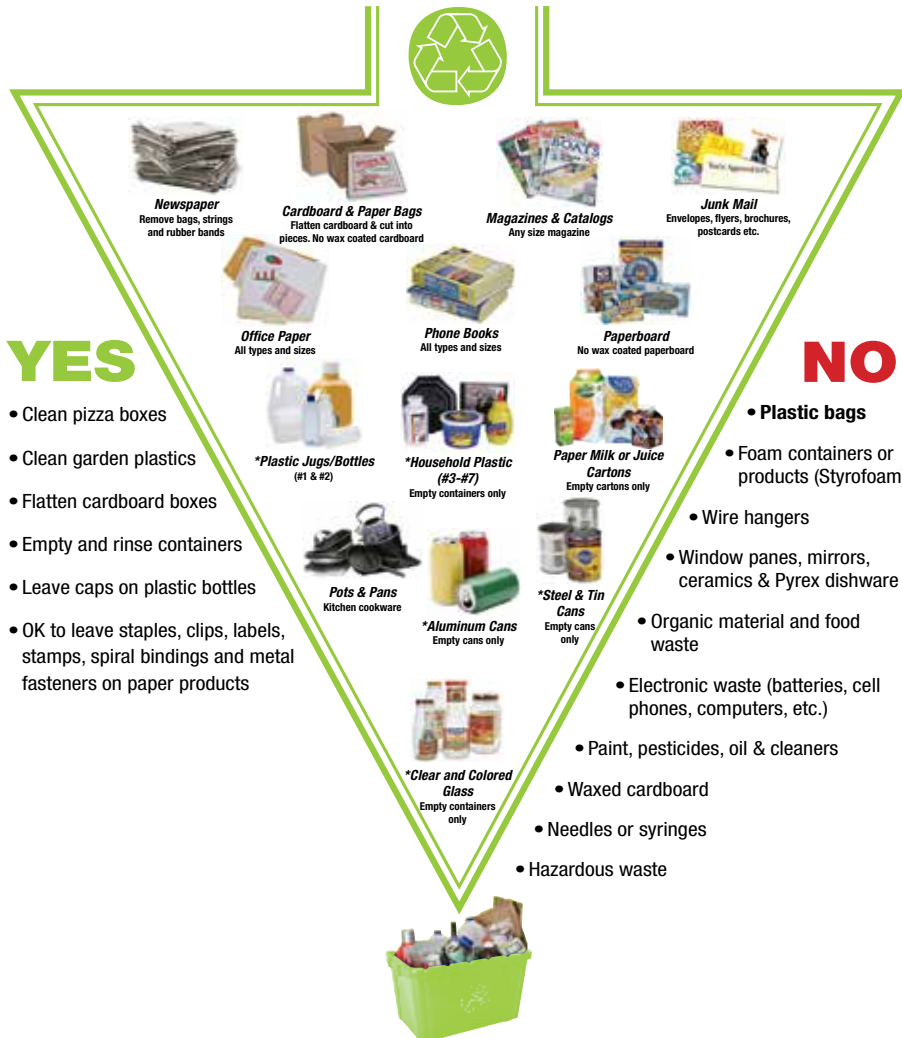 Newspaper
Remove bags, strings
and rubber bands
Cardboard & Paper Bags
Flatten cardboard & cut into
pieces. No wax coated cardboard
Magazines & Catalogs
Any size magazine
Junk Mail
Envelopes, flyers, brochures,
postcards etc.
Office Paper
All types and sizes
Phone Books
All types and sizes
Paperboard
No wax coated paperboard
YES
• Clean pizza boxes
• Clean garden plastics
• Flatten cardboard boxes
• Empty and rinse containers
• Leave caps on plastic bottles
• OK to leave staples, clips, labels,
stamps, spiral bindings and metal
fasteners on paper products
*Plastic Jugs/Bottles
(#1 & #2)
*Household Plastic
(#3-#7)
Empty containers only
Paper Milk or Juice
Cartons
Empty cartons only
Pots & Pans
Kitchen cookware
*Aluminum Cans
Empty cans only
*Steel & Tin
Cans
Empty cans
only
*Clear and Colored
Glass
Empty containers
only
NO
• Plastic bags
• Foam containers or
products (Styrofoam
• Wire hangers
• Window panes, mirrors,
ceramics & Pyrex dishware
• Organic material and food
waste
• Electronic waste (batteries, cell
phones, computers, etc.)
• Paint, pesticides, oil & cleaners
• Waxed cardboard
• Needles or syringes
• Hazardous waste